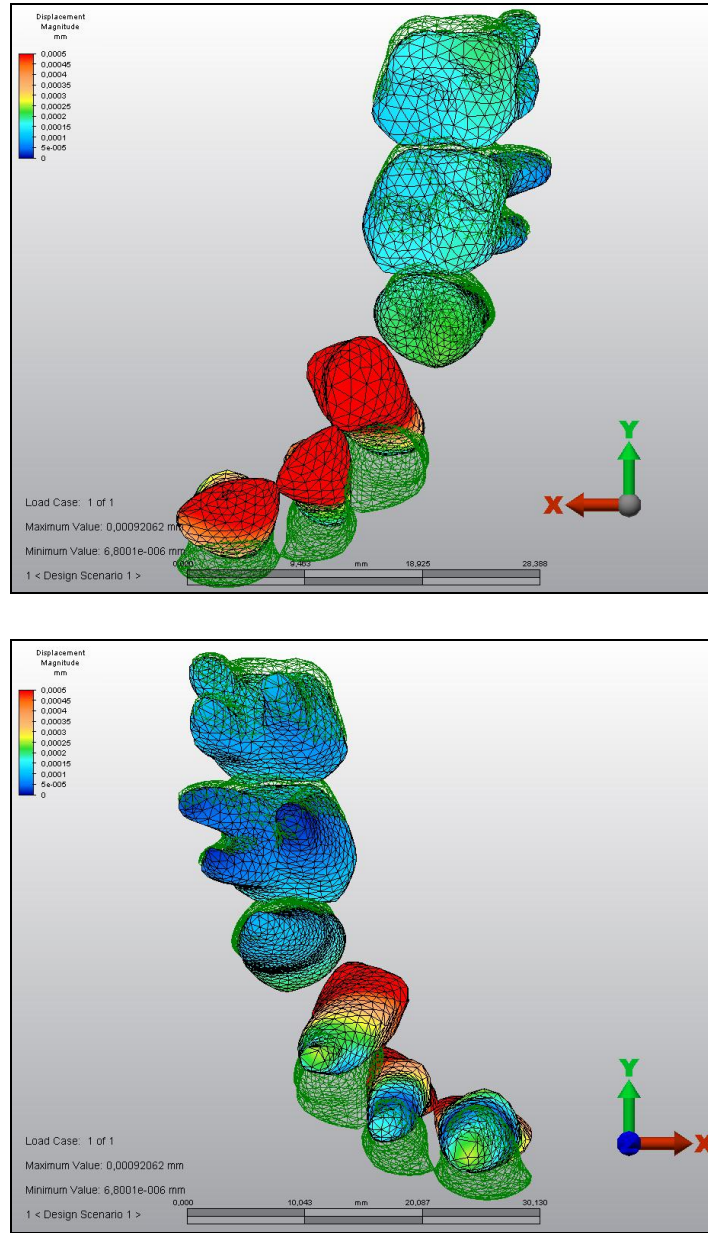 Displacement
Magnitude
mm
0,0005
0,00045
0,0004
0,00035
0,0003
0,00025
0,0002
0,00015
0,0001
5e-005
0
Y
X
Load Case: 1 of 1
Maximum Value: 0,00092062 mm
Minimum Value: 6,8001e-006 mm
0,000 9,463 mm 18,925 28,388
1 < Design Scenario 1 >
Displacement
Magnitude
mm
0,0005
0,00045
0,0004
0,00035
0,0003
0,00025
0,0002
0,00015
0,0001
5e-005
0
Y
X
Load Case: 1 of 1
Maximum Value: 0,00092062 mm
Minimum Value: 6,8001e-006 mm
0,000 10,043 mm 20,087 30,130
1 < Design Scenario 1 >